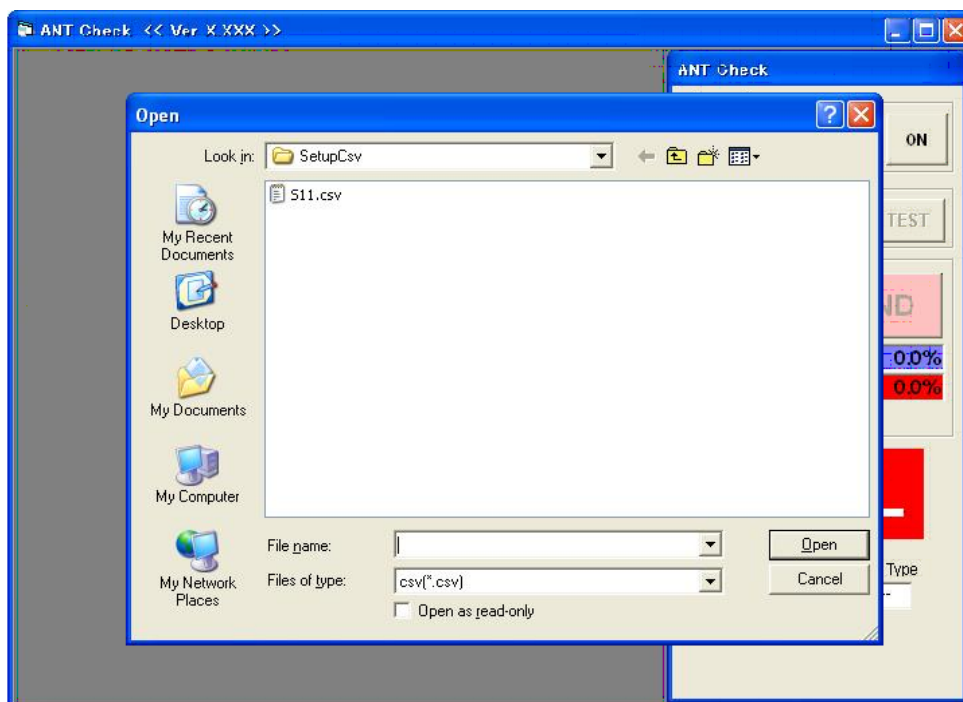 ANT Check << Ver X.XXX >>
ANT Check
Open
Look in:
SetupCsv
ON
S11.csv
My Recent
Documents
TEST
Desktop
ND
0.0%
0.0%
My Documents
My Computer
File name:
Open
My Network
Places
Files of type:
csv(*.csv)
Cancel
Type
--
Open as read-only